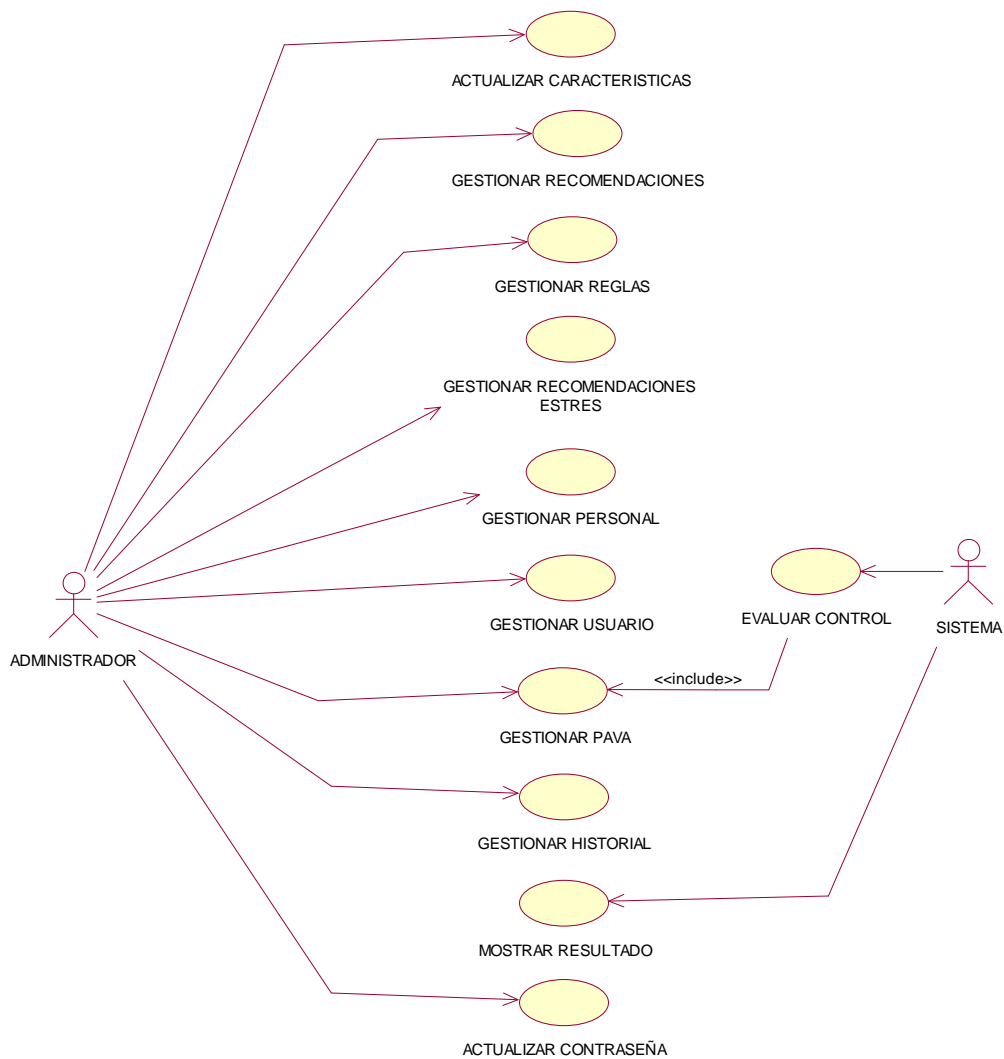 ACTUALIZAR CARACTERISTICAS
GESTIONAR RECOMENDACIONES
GESTIONAR REGLAS
GESTIONAR RECOMENDACIONES
ESTRES
GESTIONAR PERSONAL
GESTIONAR USUARIO
EVALUAR CONTROL
SISTEMA
ADMINISTRADOR
<<include>>
GESTIONAR PAVA
GESTIONAR HISTORIAL
MOSTRAR RESULTADO
ACTUALIZAR CONTRASEÑA